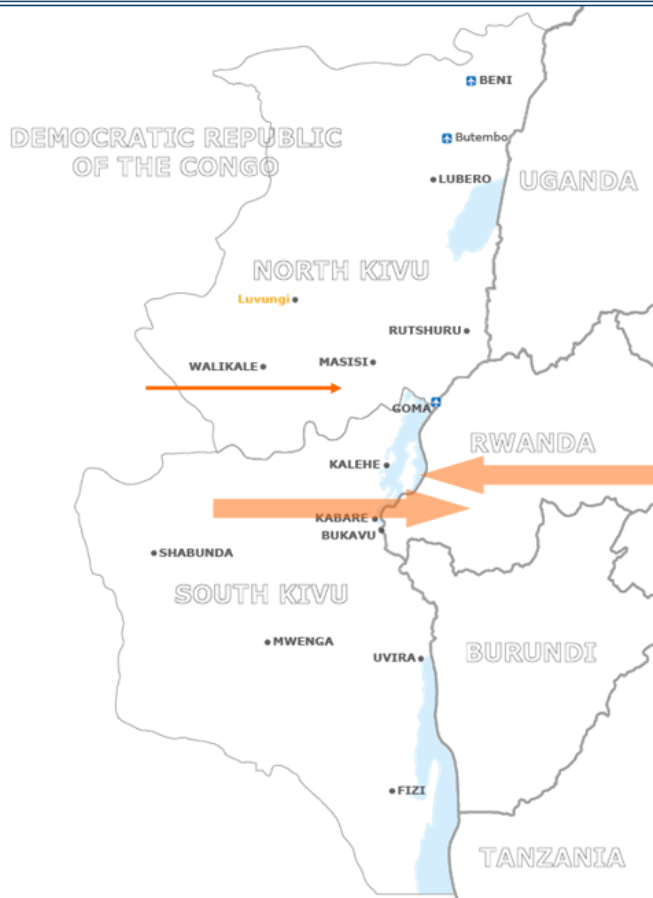 BENI
Butembo
DEMOCRATIC REPUBLIC
OF THE CONGO
LUBERO
UGANDA
NORTH KIVU
Luvungi
RUTSHURU
WALIKALE
MASISI
GOMA
RWANDA
KALEHE
KABARE
BUKAVU
SHABUNDA
SOUTH KIVU
MWENGA
UVIRA
BURUNDI
FIZI
TANZANIA